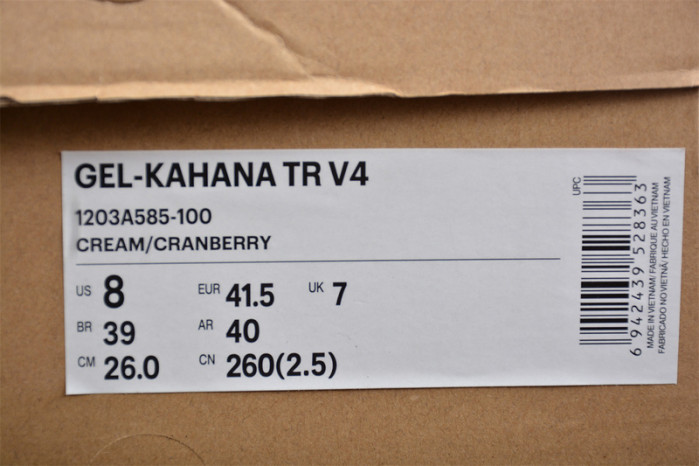 GEL-KAHANA TR V4
1203A585-100
CREAM/CRANBERRY
US 8 EUR 41.5 UK 7
BR 39 AR 40
CM 26.0 CN 260(2.5)
UPC
6 942439 528363
MADE IN VIETNAM/ FABRIQUE AU VIETNAM
FABRICADO NO VIETNÃ/ HECHO EN VIETNAM